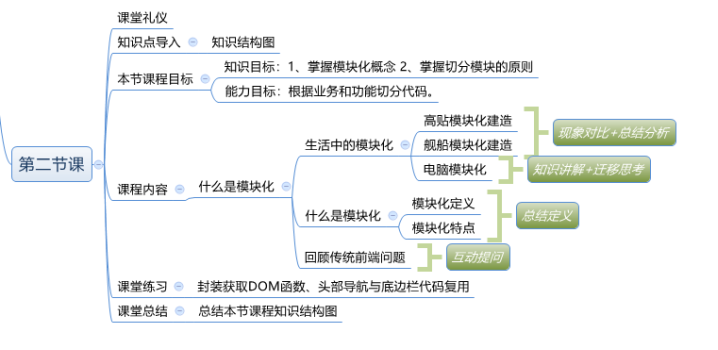 课堂礼仪
知识点导入
知识结构图
本节课程目标
知识目标：1、掌握模块化概念 2、掌握切分模块的原则
能力目标：根据业务和功能切分代码。
第二节课
课程内容
什么是模块化
生活中的模块化
高贴模块化建造
舰船模块化建造
现象对比+总结分析
电脑模块化
知识讲解+迁移思考
什么是模块化
模块化定义
模块化特点
总结定义
回顾传统前端问题
互动提问
课堂练习
封装获取DOM函数、头部导航与底边栏代码复用
课堂总结
总结本节课程知识结构图